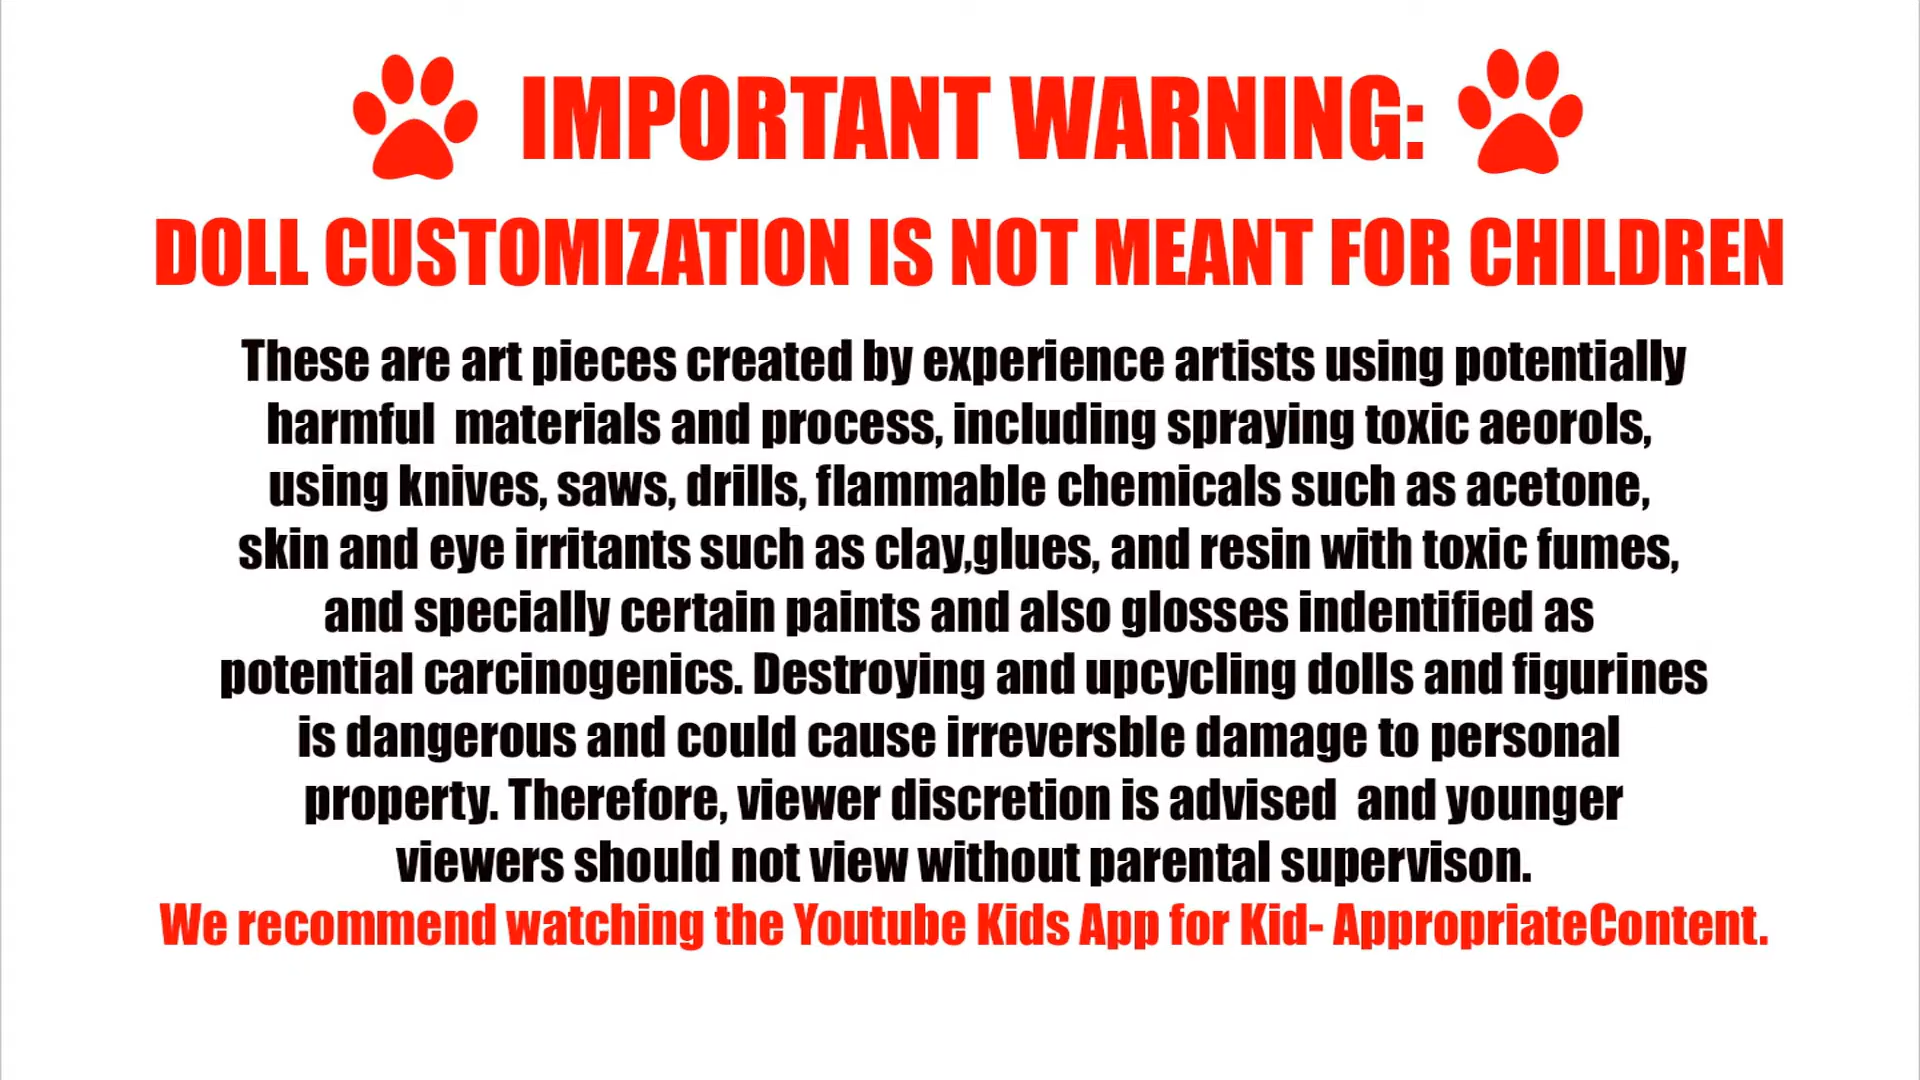 IMPORTANT WARNING:
DOLL CUSTOMIZATION IS NOT MEANT FOR CHILDREN
These are art pieces created by experience artists using potentially
harmful  materials and process, including spraying toxic aeorols,
using knives, saws, drills, flammable chemicals such as acetone,
skin and eye irritants such as clay,glues, and resin with toxic fumes,
and specially certain paints and also glosses indentified as
potential carcinogenics. Destroying and upcycling dolls and figurines
is dangerous and could cause irreversble damage to personal
property. Therefore, viewer discretion is advised  and younger
viewers should not view without parental supervison.
We recommend watching the Youtube Kids App for Kid- AppropriateContent.